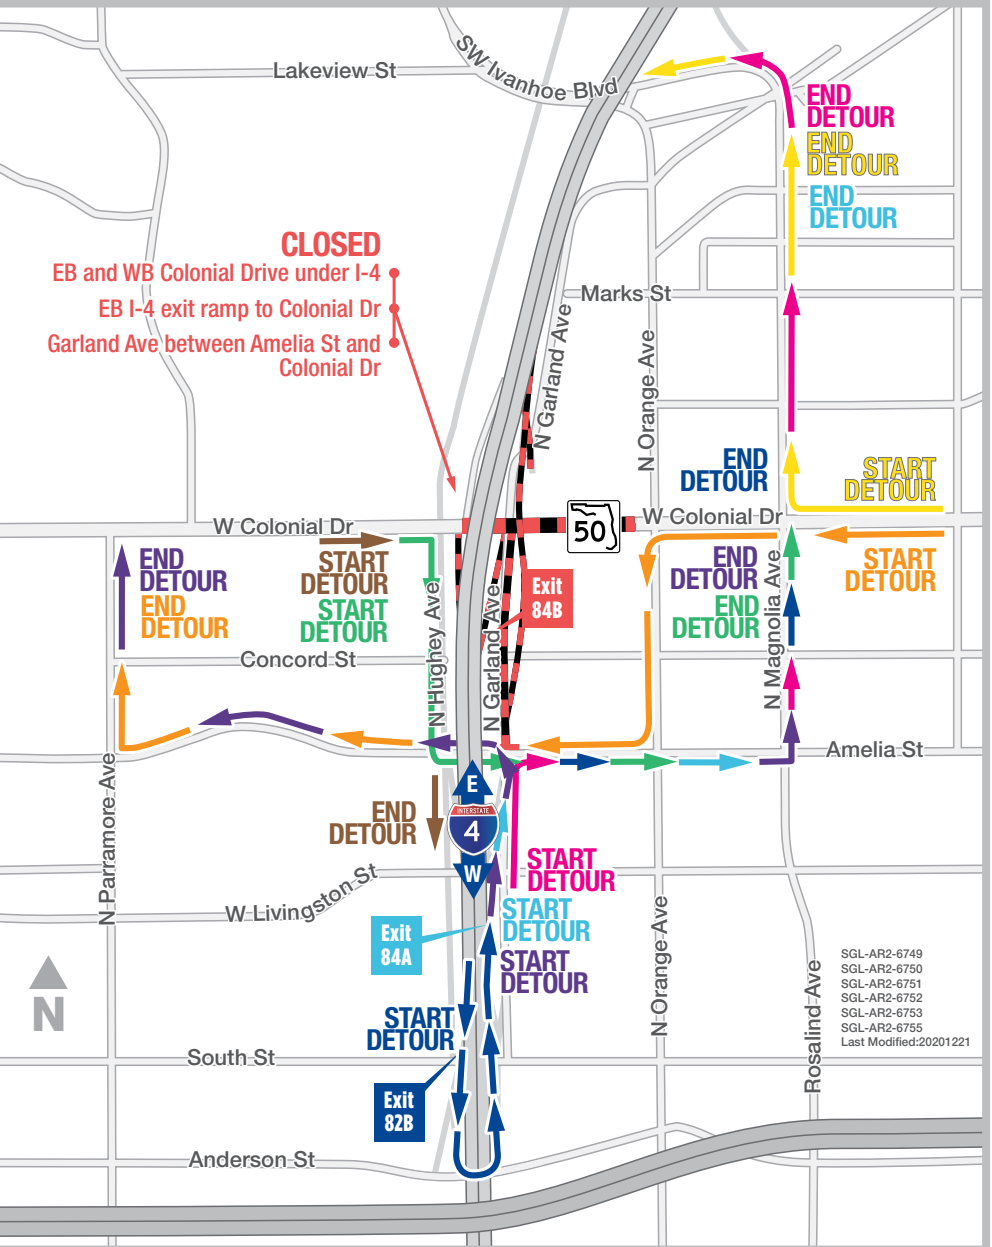 Lakeview St
SW Ivanhoe Blvd
END
DETOUR
END
DETOUR
END
DETOUR
CLOSED
EB and WB Colonial Drive under I-4
EB I-4 exit ramp to Colonial Dr
Garland Ave between Amelia St and
Colonial Dr
Marks St
N Garland Ave
N Orange Ave
END
DETOUR
START
DETOUR
W Colonial Dr
50
W Colonial Dr
END
DETOUR
END
DETOUR
START
DETOUR
START
DETOUR
N Hughey Ave
N Garland Ave
Exit
84B
END
DETOUR
END
DETOUR
N Magnolia Ave
START
DETOUR
Concord St
Amelia St
N Parramore Ave
END
DETOUR
E
INTERSTATE
4
W
START
DETOUR
W Livingston St
START
DETOUR
Exit
84A
START
DETOUR
N Orange Ave
Rosalind Ave
SGL-AR2-6749
SGL-AR2-6750
SGL-AR2-6751
SGL-AR2-6752
SGL-AR2-6753
SGL-AR2-6755
Last Modified:20201221
N
START
DETOUR
South St
Exit
82B
Anderson St